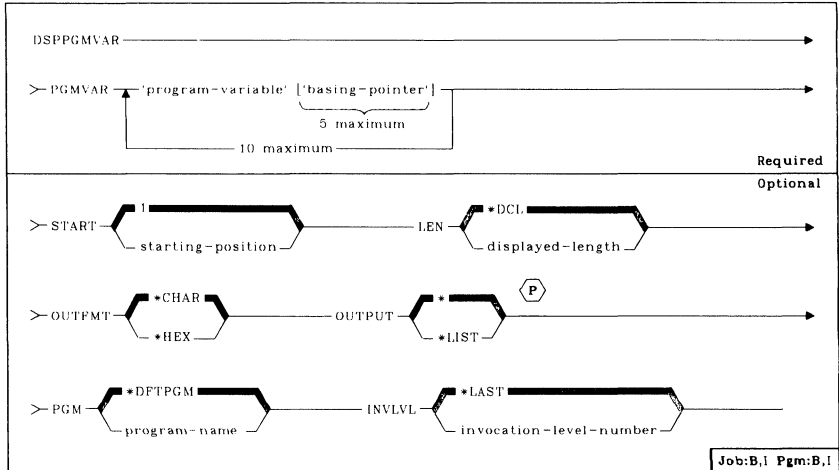 DSPPGMVAR
PGMVAR 'program-variable' ['basing-pointer']
5 maximum
10 maximum
Required
Optional
START 1 LEN *DCL
starting-position displayed-length
P
OUTFMT *CHAR OUTPUT *
*HEX *LIST
PGM *DFTPGM INVLVL *LAST
program-name invocation-level-number
Job:B,I Pgm:B,I